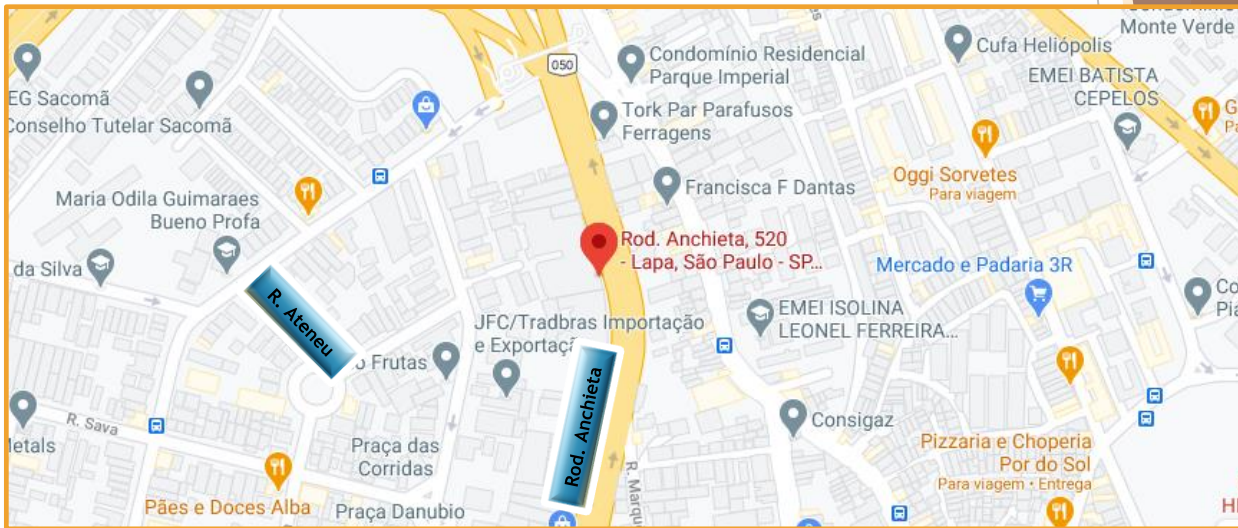 Monte Verde
Condomínio Residencial
Parque Imperial
Cufa Heliópolis
050
EG Sacomã
Conselho Tutelar Sacomã
EMEI BATISTA
CEPELOS
Tork Par Parafusos
Ferragens
Oggi Sorvetes
Para viagem
Francisca F Dantas
Maria Odila Guimaraes
Bueno Profa
Rod. Anchieta, 520
- Lapa, São Paulo - SP...
da Silva
Mercado e Padaria 3R
R. Ateneu
EMEI ISOLINA
LEONEL FERREIRA...
JFC/Tradbras Importação
e Exportaçã
o Frutas
Rod. Anchieta
Consigaz
R. Sava
Metals
Praça das
Corridas
Pizzaria e Choperia
Por do Sol
Para viagem • Entrega
R. Marqu
Pães e Doces Alba
Praça Danubio